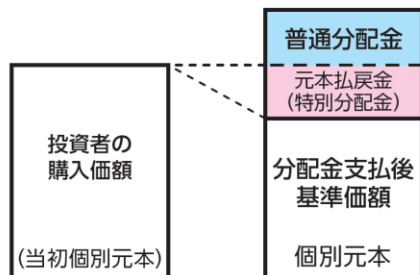 普通分配金
元本払戻金
(特別分配金)
投資者の
購入価額
(当初個別元本)
分配金支払後
基準価額
個別元本